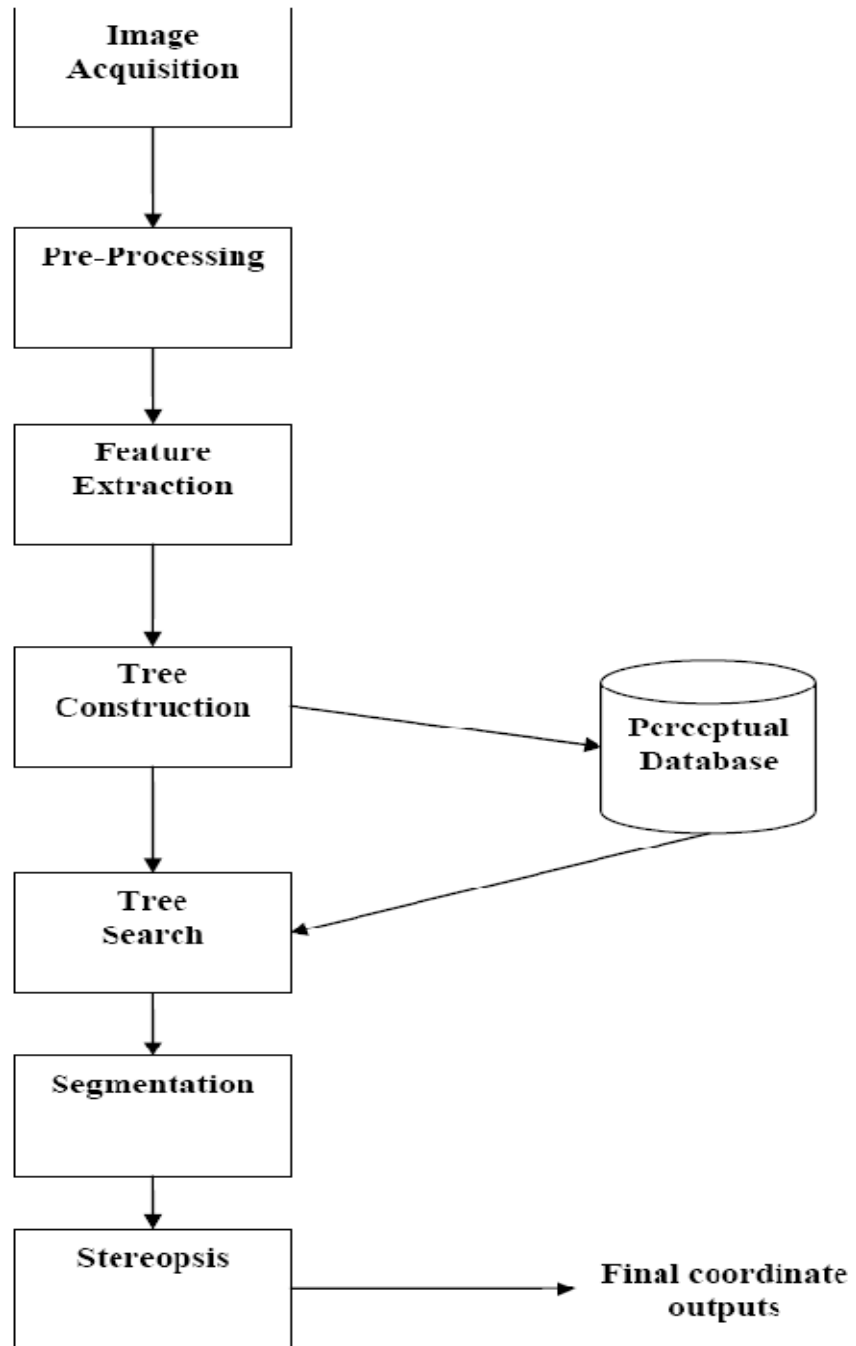 Image
Acquisition
Pre-Processing
Feature
Extraction
Tree
Construction
Perceptual
Database
Tree
Search
Segmentation
Stereopsis
Final coordinate
outputs